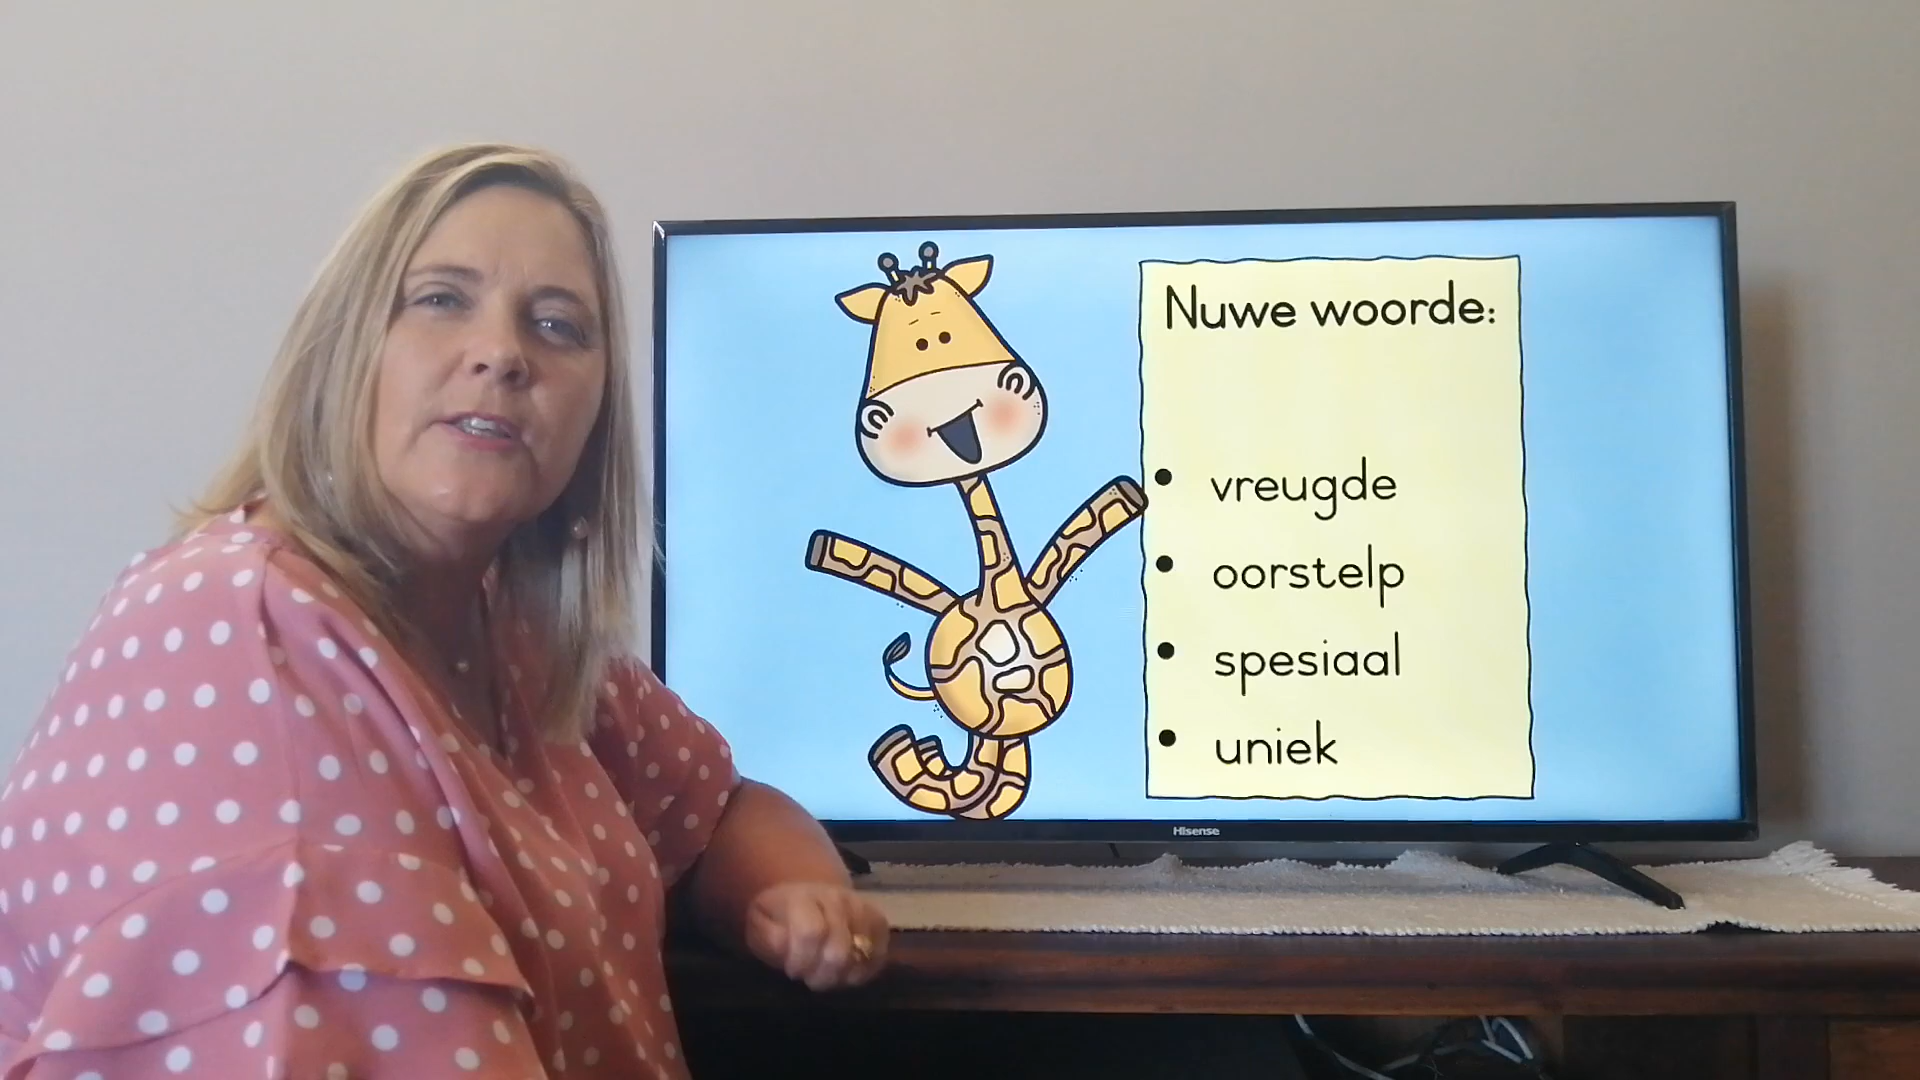 Nuwe woorde:
• vreugde
• oorstelp
• spesiaal
• uniek
Hisense